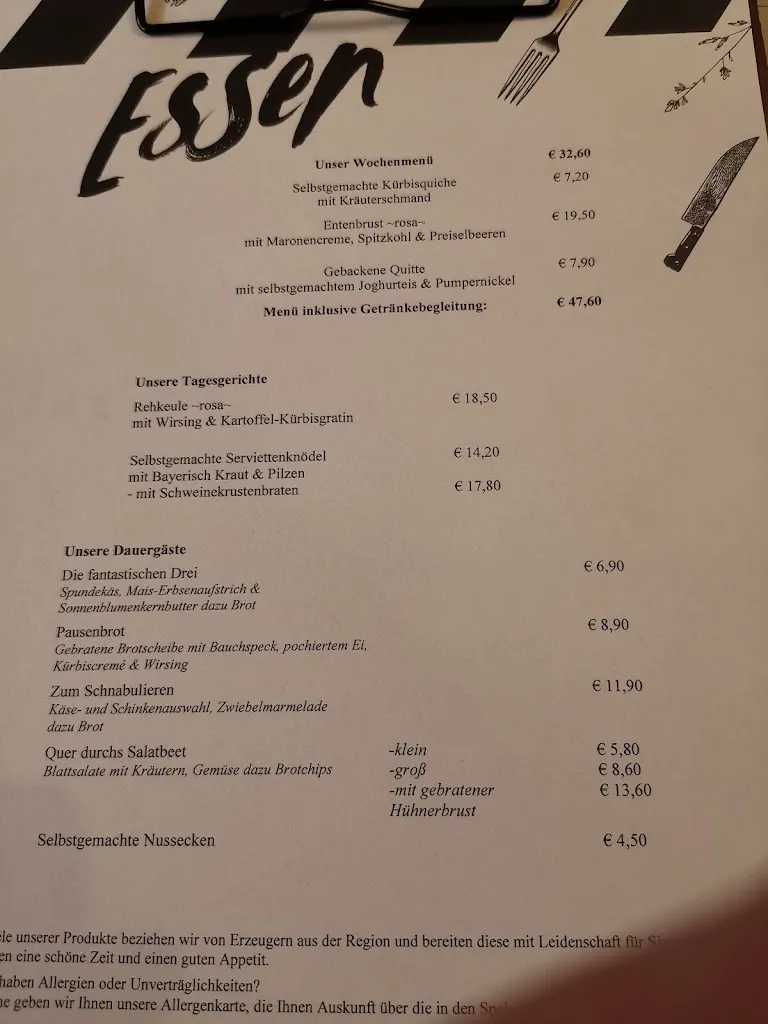 Essen
Unser Wochenmenü € 32,60
Selbstgemachte Kürbisquiche € 7,20
mit Kräuterschmand
Entenbrust ~rosa~ € 19,50
mit Maronencreme, Spitzkohl & Preiselbeeren
Gebackene Quitte € 7,90
mit selbstgemachtem Joghurteis & Pumpernickel
Menü inklusive Getränkebegleitung: € 47,60
Unsere Tagesgerichte
Rehkeule ~rosa~ € 18,50
mit Wirsing & Kartoffel-Kürbisgratin
Selbstgemachte Serviettenknödel € 14,20
mit Bayerisch Kraut & Pilzen
- mit Schweinekrustenbraten € 17,80
Unsere Dauergäste
Die fantastischen Drei € 6,90
Spundekäs, Mais-Erbsenaufstrich &
Sonnenblumenkernbutter dazu Brot
Pausenbrot € 8,90
Gebratene Brotscheibe mit Bauchspeck, pochiertem Ei,
Kürbiscremé & Wirsing
Zum Schnabulieren € 11,90
Käse- und Schinkenauswahl, Zwiebelmarmelade
dazu Brot
Quer durchs Salatbeet -klein € 5,80
Blattsalate mit Kräutern, Gemüse dazu Brotchips -groß € 8,60
-mit gebratener € 13,60
Hühnerbrust
Selbstgemachte Nussecken € 4,50
unserer Produkte beziehen wir von Erzeugern aus der Region und bereiten diese mit Leidenschaft für
eine schöne Zeit und einen guten Appetit.
haben Allergien oder Unverträglichkeiten?
geben wir Ihnen unsere Allergenkarte, die Ihnen Auskunft über die in den